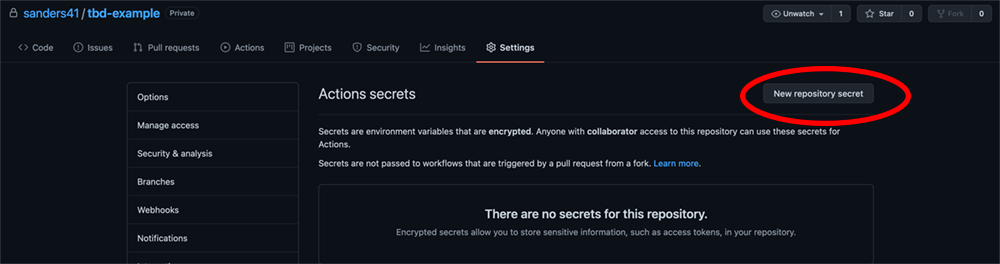 sanders41 / tbd-example Private
Unwatch 1 Star 0 Fork 0
Code Issues Pull requests Actions Projects Security Insights Settings
Options
Manage access
Security & analysis
Branches
Webhooks
Notifications
Actions secrets
New repository secret
Secrets are environment variables that are encrypted. Anyone with collaborator access to this repository can use these secrets for
Actions.
Secrets are not passed to workflows that are triggered by a pull request from a fork. Learn more.
There are no secrets for this repository.
Encrypted secrets allow you to store sensitive information, such as access tokens, in your repository.